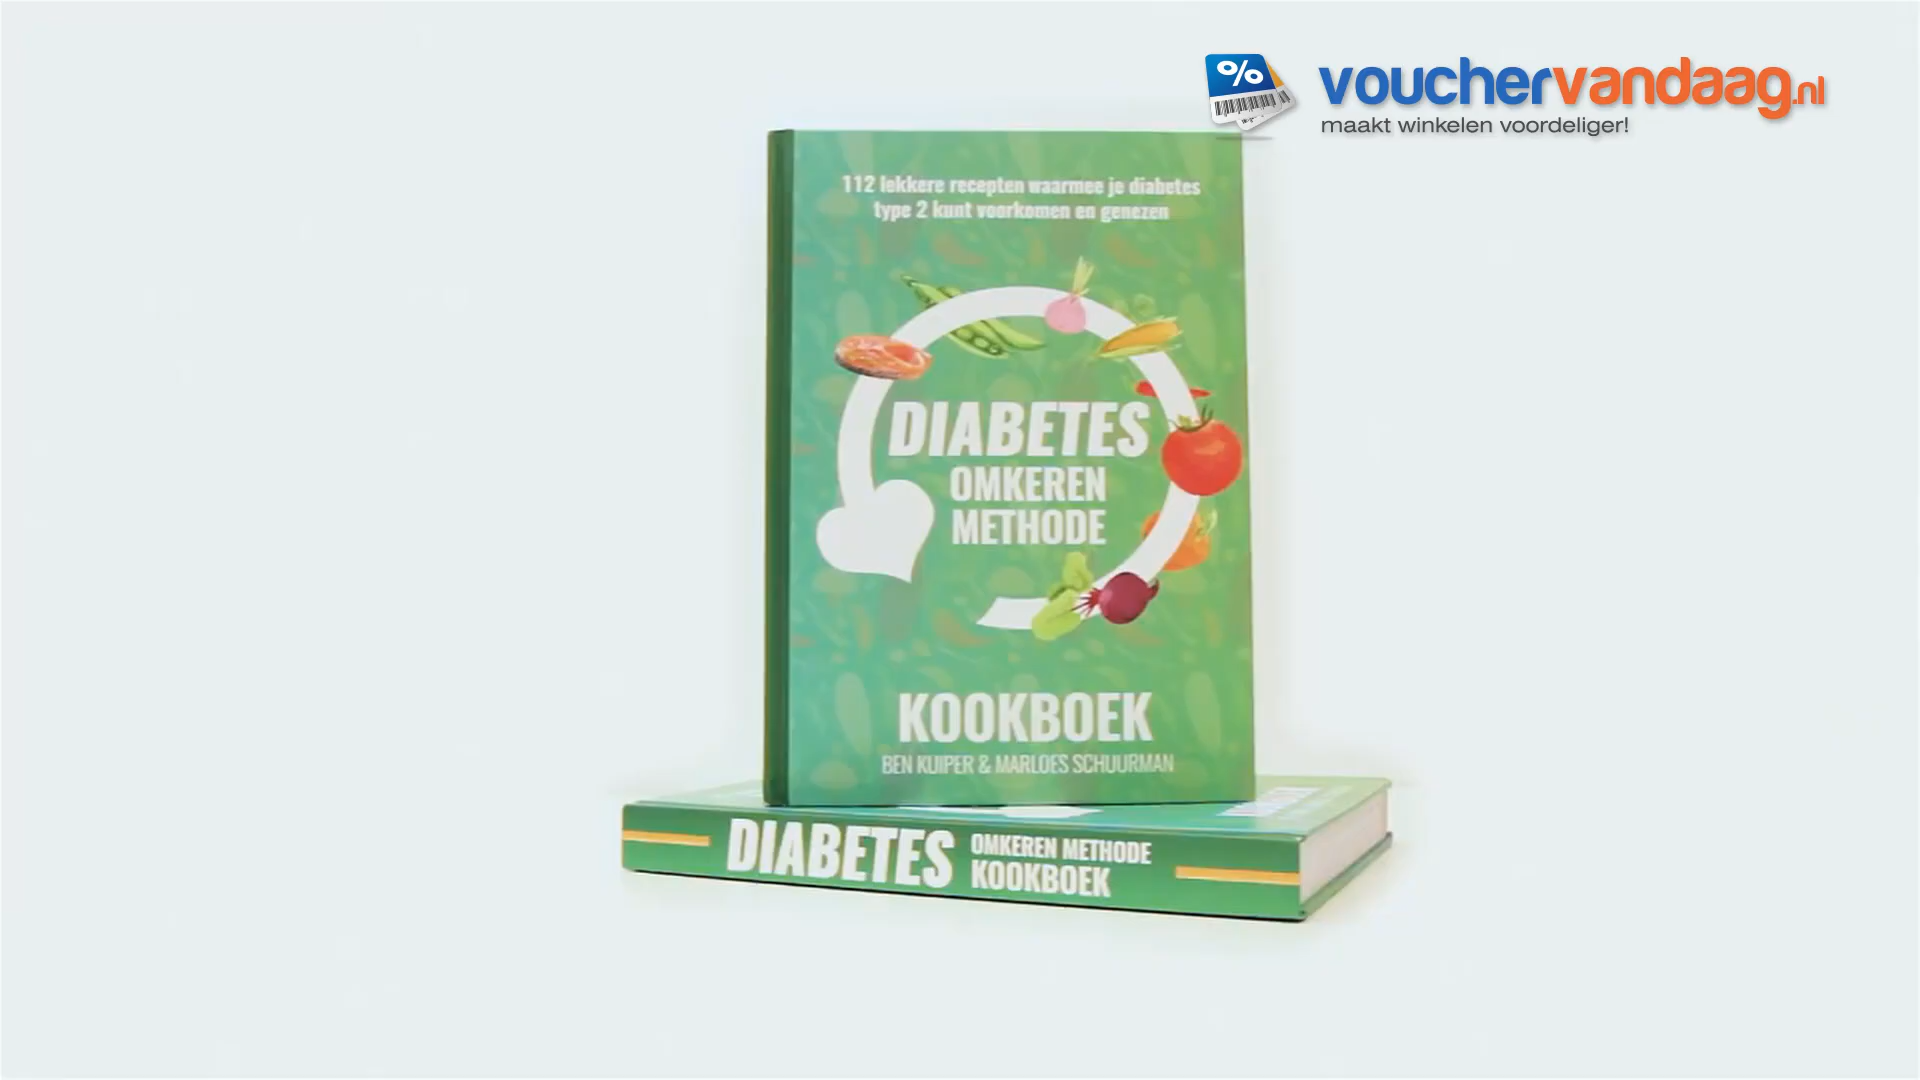 %
vouchervandaag.nl
maakt winkelen voordeliger!
112 lekkere recepten waarmee je diabetes
type 2 kunt voorkomen en genezen
DIABETES
OMKEREN
METHODE
KOOKBOEK
BEN KUIPER & MARLOES SCHUURMAN
DIABETES
OMKEREN METHODE
KOOKBOEK